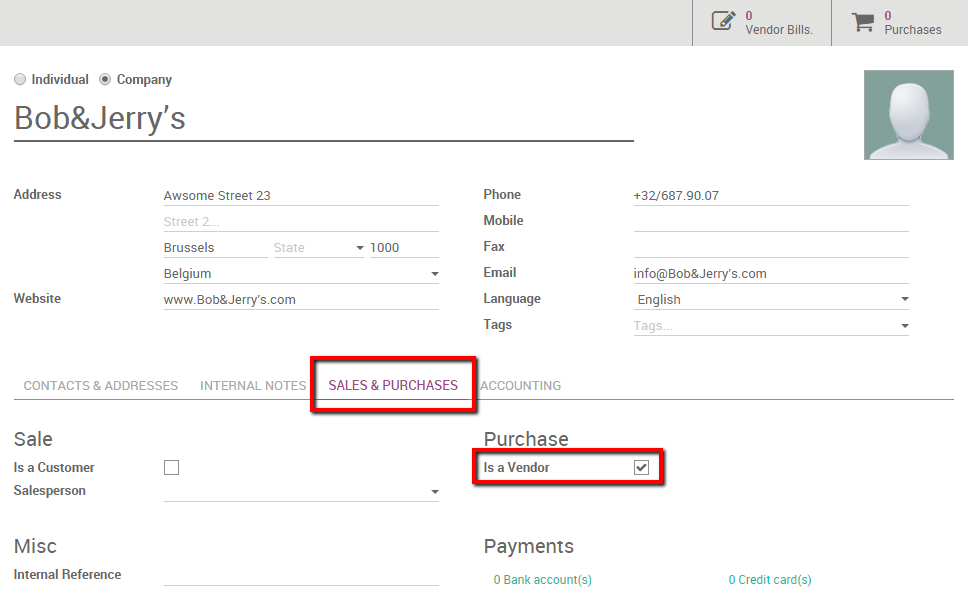 0
Vendor Bills.
0
Purchases
Individual Company
Bob&Jerry's
Address Awsome Street 23 Phone +32/687.90.07
Street 2... Mobile
Brussels State 1000 Fax
Belgium Email info@Bob&Jerry's.com
Website www.Bob&Jerry's.com Language English
Tags Tags...
CONTACTS & ADDRESSES INTERNAL NOTES SALES & PURCHASES ACCOUNTING
Sale Purchase
Is a Customer Is a Vendor
Salesperson
Misc Payments
Internal Reference 0 Bank account(s) 0 Credit card(s)